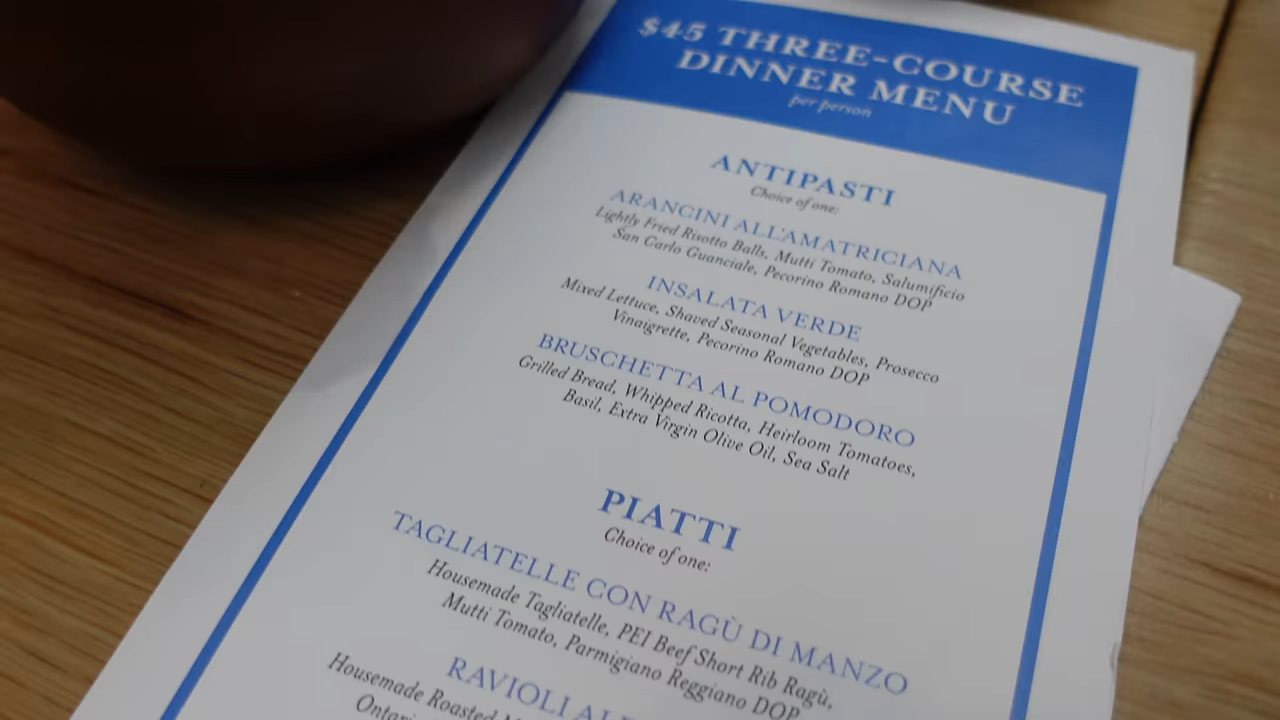 $45 THREE-COURSE
DINNER MENU
per person
ANTIPASTI
Choice of one:
ARANCINI ALL'AMATRICIANA
Lightly Fried Risotto Balls, Mutti Tomato, Salumificio
San Carlo Guanciale, Pecorino Romano DOP
INSALATA VERDE
Mixed Lettuce, Shaved Seasonal Vegetables, Prosecco
Vinaigrette, Pecorino Romano DOP
BRUSCHETTA AL POMODORO
Grilled Bread, Whipped Ricotta, Heirloom Tomatoes,
Basil, Extra Virgin Olive Oil, Sea Salt
PIATTI
Choice of one:
TAGLIATELLE CON RAGÙ DI MANZO
Housemade Tagliatelle, PEI Beef Short Rib Ragù,
Mutti Tomato, Parmigiano Reggiano DOP
RAVIOLI
Housemade Roasted